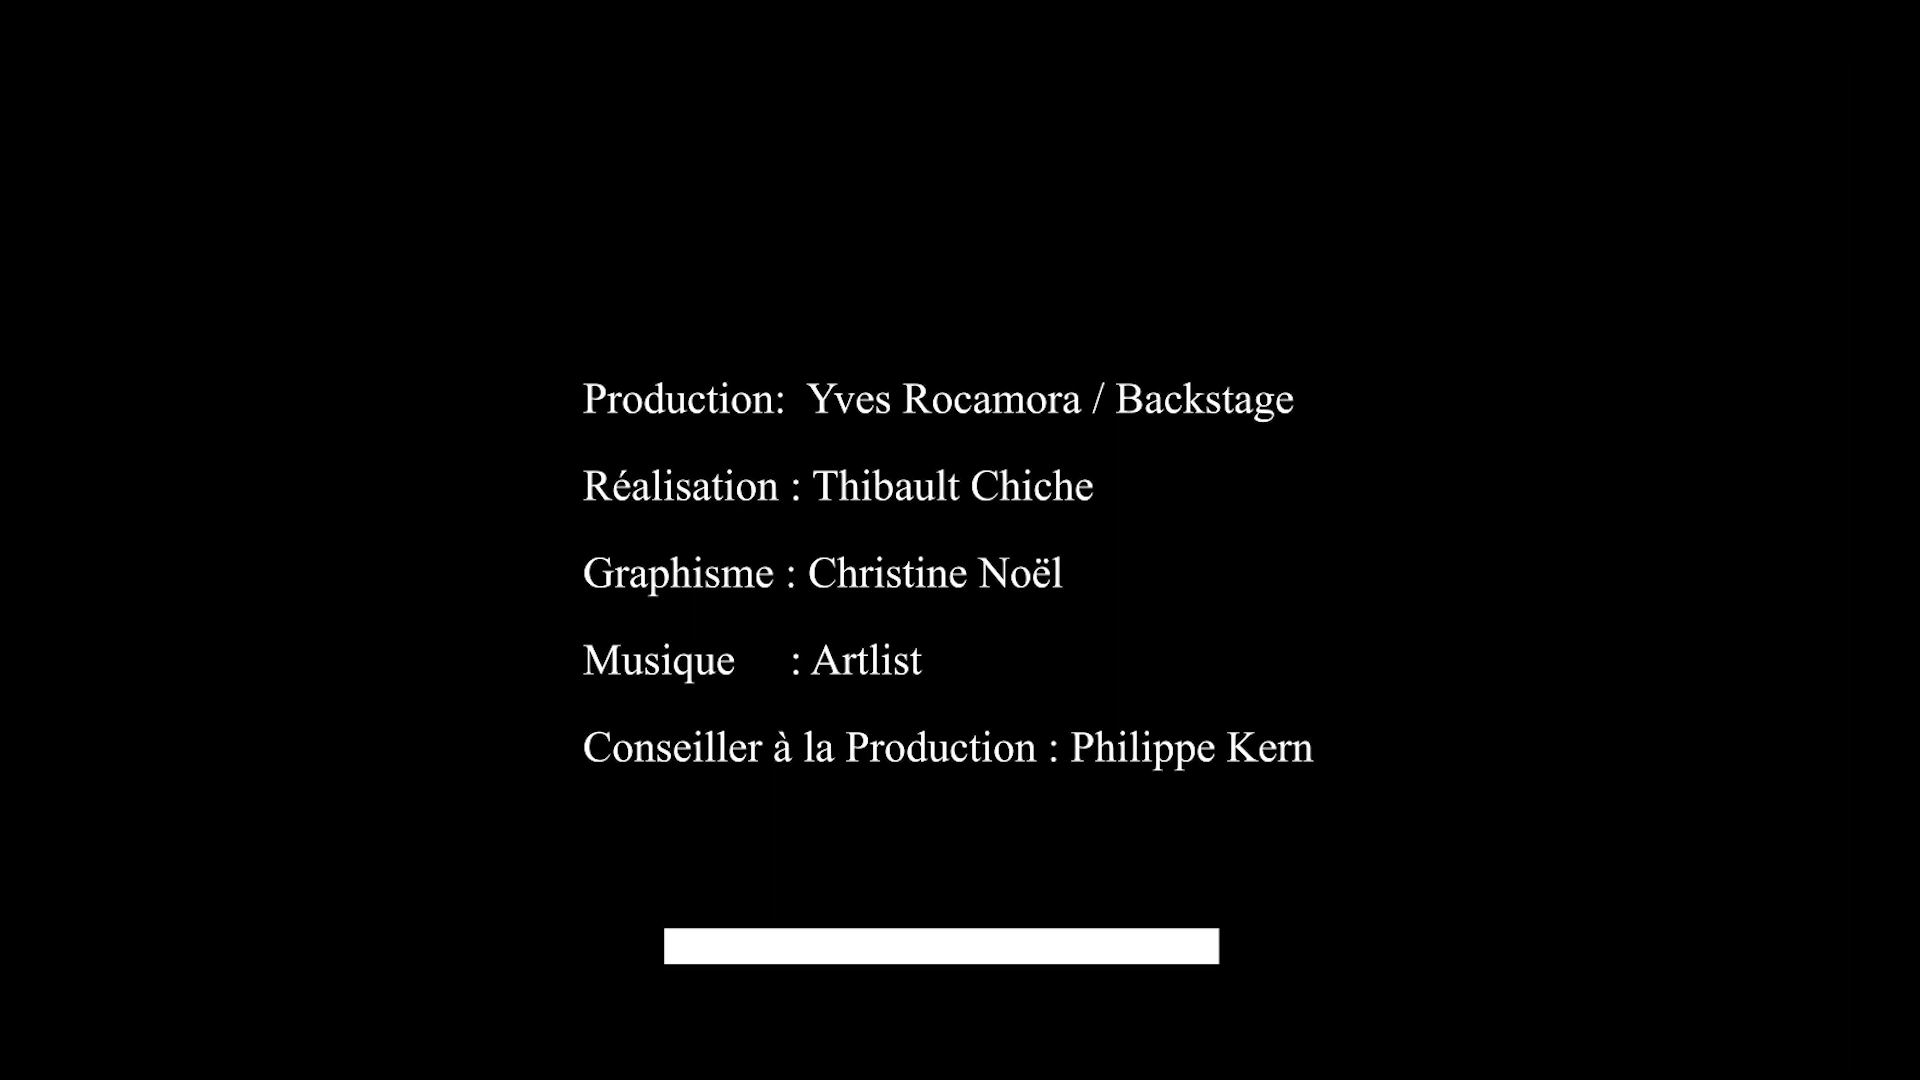 Production:  Yves Rocamora / Backstage
Réalisation : Thibault Chiche
Graphisme : Christine Noël
Musique     : Artlist
Conseiller à la Production : Philippe Kern